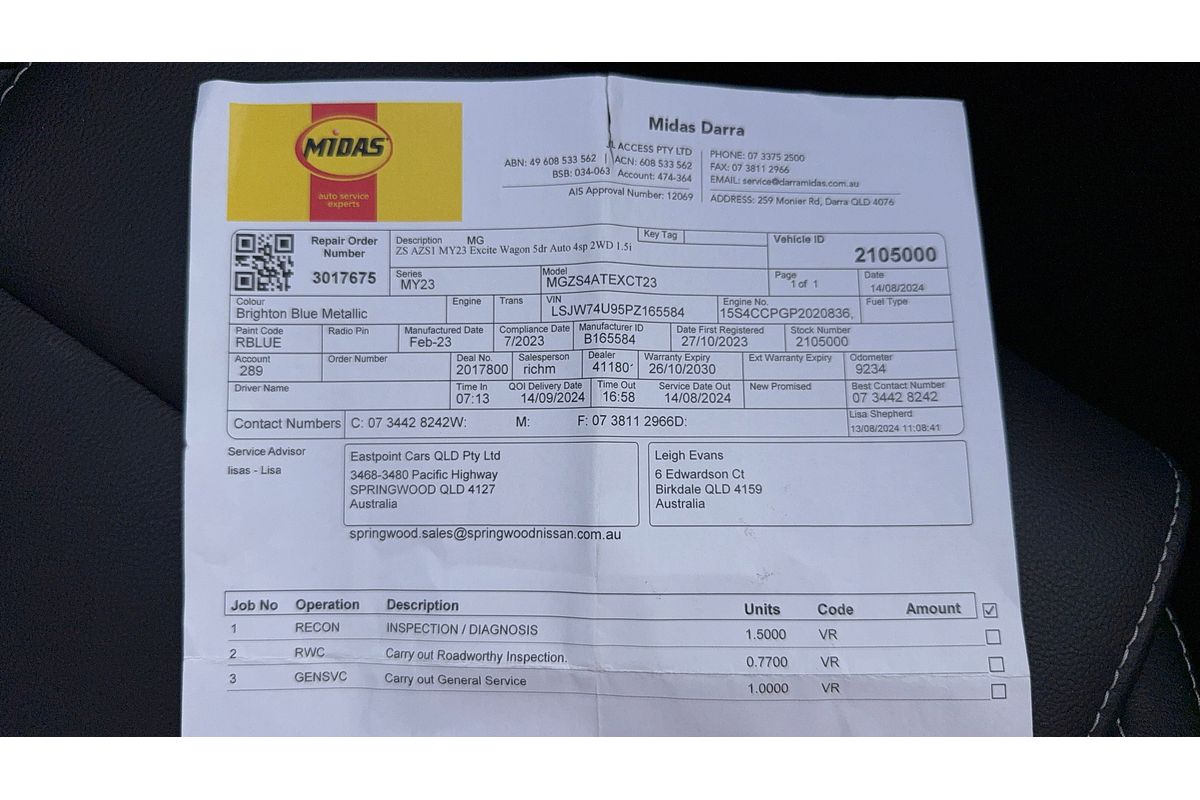 MIDAS
auto service
experts
Midas Darra
JL ACCESS PTY LTD
ABN: 49 608 533 562 | ACN: 608 533 562
BSB: 034-063 Account: 474-364
AIS Approval Number: 12069
PHONE: 07 3375 2500
FAX: 07 3811 2966
EMAIL: service@darramidas.com.au
ADDRESS: 259 Monier Rd, Darra QLD 4076
Repair Order
Number
3017675
Description MG
ZS AZS1 MY23 Excite Wagon 5dr Auto 4sp 2WD 1.5i
Key Tag
Vehicle ID
2105000
Series
MY23
Model
MGZS4ATEXCT23
Page
1 of 1
Date
14/08/2024
Colour
Brighton Blue Metallic
Engine
Trans
VIN
LSJW74U95PZ165584
Engine No.
15S4CCPGP2020836,
Fuel Type
Paint Code
RBLUE
Radio Pin
Manufactured Date
Feb-23
Compliance Date
7/2023
Manufacturer ID
B165584
Date First Registered
27/10/2023
Stock Number
2105000
Account
289
Order Number
Deal No.
2017800
Salesperson
richm
Dealer
41180
Warranty Expiry
26/10/2030
Ext Warranty Expiry
Odometer
9234
Driver Name
Time In
07:13
QOI Delivery Date
14/09/2024
Time Out
16:58
Service Date Out
14/08/2024
New Promised
Best Contact Number
07 3442 8242
Contact Numbers C: 07 3442 8242W: M: F: 07 3811 2966D:
Lisa Shepherd
13/08/2024 11:08:41
Service Advisor
lisas - Lisa
Eastpoint Cars QLD Pty Ltd
3468-3480 Pacific Highway
SPRINGWOOD QLD 4127
Australia
Leigh Evans
6 Edwardson Ct
Birkdale QLD 4159
Australia
springwood.sales@springwoodnissan.com.au
Job No Operation Description Units Code Amount
1 RECON INSPECTION / DIAGNOSIS 1.5000 VR
2 RWC Carry out Roadworthy Inspection. 0.7700 VR
3 GENSVC Carry out General Service 1.0000 VR